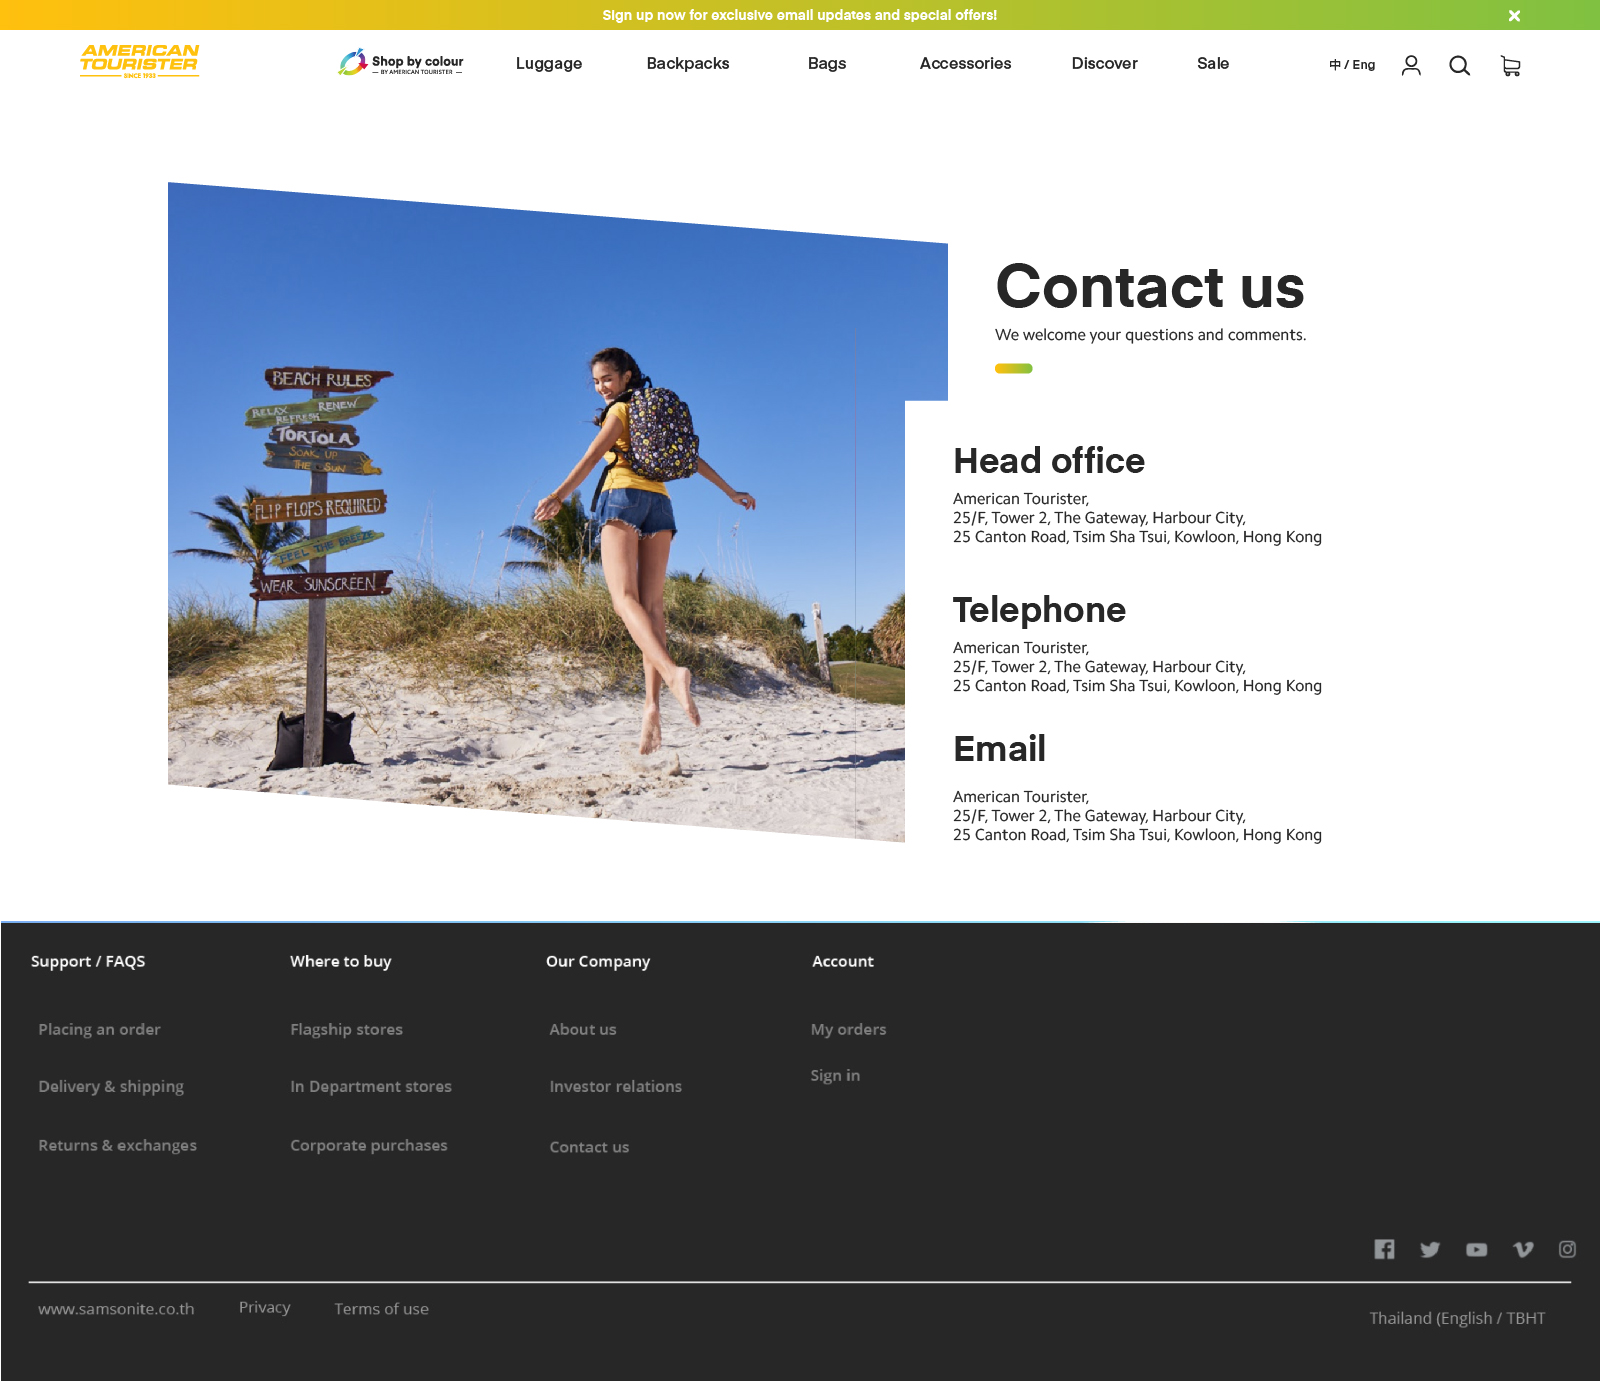 Sign up now for exclusive email updates and special offers!
AMERICAN
TOURISTER
SINCE 1933
Shop by colour
BY AMERICAN TOURISTER
Luggage
Backpacks
Bags
Accessories
Discover
Sale
中 / Eng
BEACH RULES
RELAX RENEW
REFRESH
TORTOLA
SOAK UP
THE SUN
FLIP FLOPS REQUIRED
FEEL THE BREEZE
WEAR SUNSCREEN
Contact us
We welcome your questions and comments.
Head office
American Tourister,
25/F, Tower 2, The Gateway, Harbour City,
25 Canton Road, Tsim Sha Tsui, Kowloon, Hong Kong
Telephone
American Tourister,
25/F, Tower 2, The Gateway, Harbour City,
25 Canton Road, Tsim Sha Tsui, Kowloon, Hong Kong
Email
American Tourister,
25/F, Tower 2, The Gateway, Harbour City,
25 Canton Road, Tsim Sha Tsui, Kowloon, Hong Kong
Support / FAQS
Placing an order
Delivery & shipping
Returns & exchanges
Where to buy
Flagship stores
In Department stores
Corporate purchases
Our Company
About us
Investor relations
Contact us
Account
My orders
Sign in
www.samsonite.co.th
Privacy
Terms of use
Thailand (English / TBHT